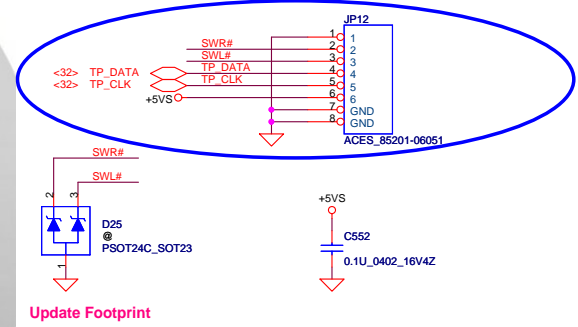 JP12
1 1
SWR# 2 2
SWL# 3 3
<32> TP_DATA TP_DATA 4 4
<32> TP_CLK TP_CLK 5 5
+5VS 6 6
7 GND
8 GND
ACES_85201-06051
SWR#
SWL#
2 3
D25
@
PSOT24C_SOT23
1
+5VS
C552
0.1U_0402_16V4Z
Update Footprint